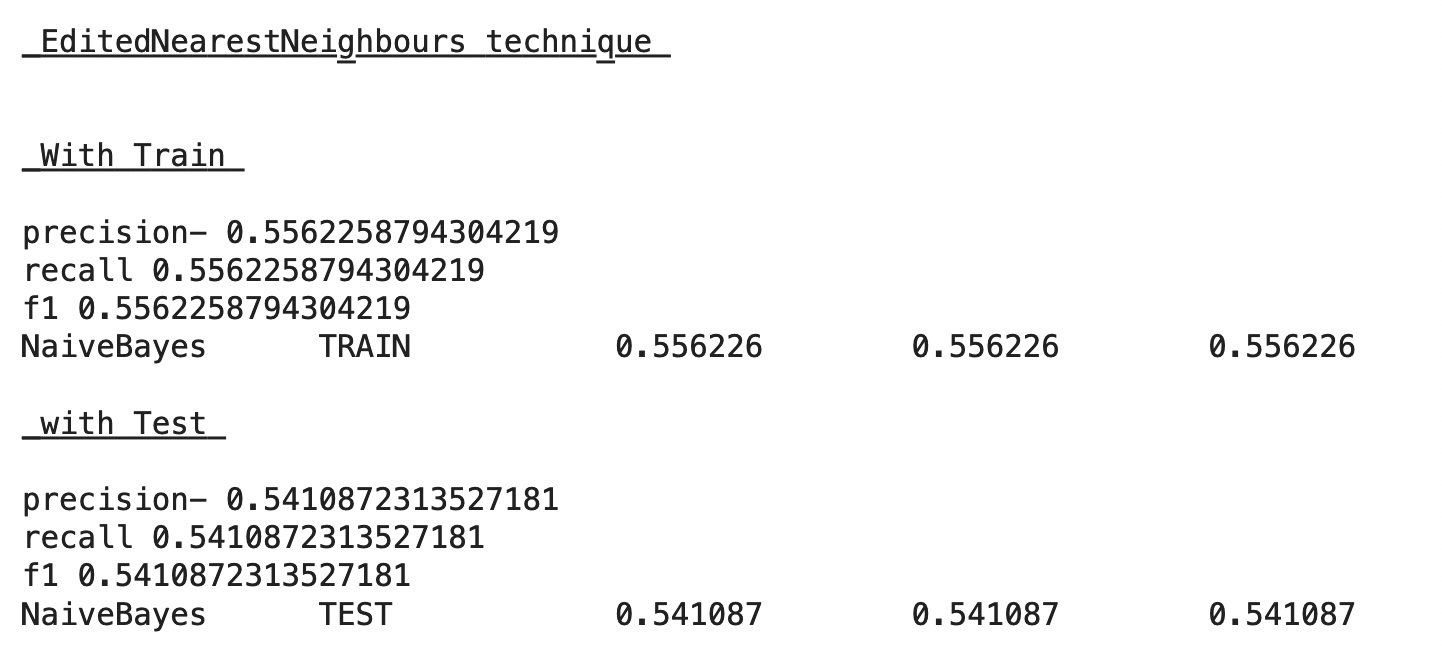 _EditedNearestNeighbours technique_
_With Train_
precision- 0.5562258794304219
recall 0.5562258794304219
f1 0.5562258794304219
NaiveBayes TRAIN 0.556226 0.556226 0.556226
_with Test_
precision- 0.5410872313527181
recall 0.5410872313527181
f1 0.5410872313527181
NaiveBayes TEST 0.541087 0.541087 0.541087